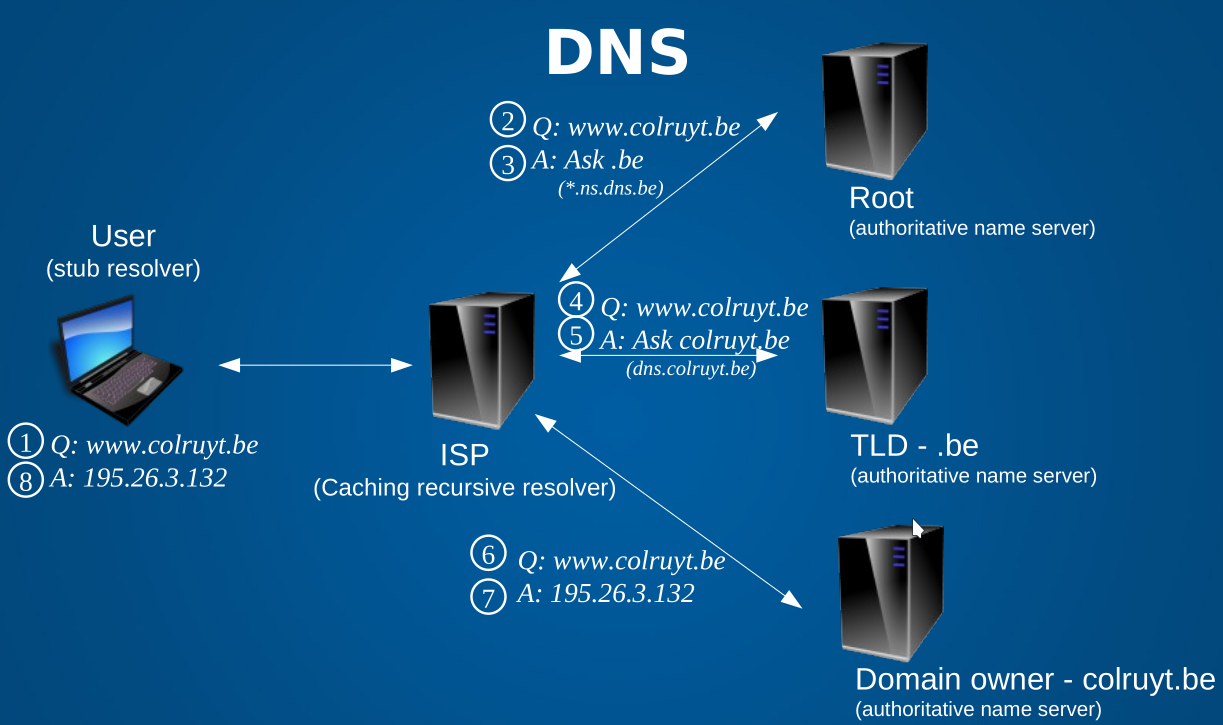 DNS
2 Q: www.colruyt.be
3 A: Ask .be
(*.ns.dns.be)
Root
(authoritative name server)
User
(stub resolver)
4 Q: www.colruyt.be
5 A: Ask colruyt.be
(dns.colruyt.be)
1 Q: www.colruyt.be
8 A: 195.26.3.132
ISP
(Caching recursive resolver)
TLD - .be
(authoritative name server)
6 Q: www.colruyt.be
7 A: 195.26.3.132
Domain owner - colruyt.be
(authoritative name server)